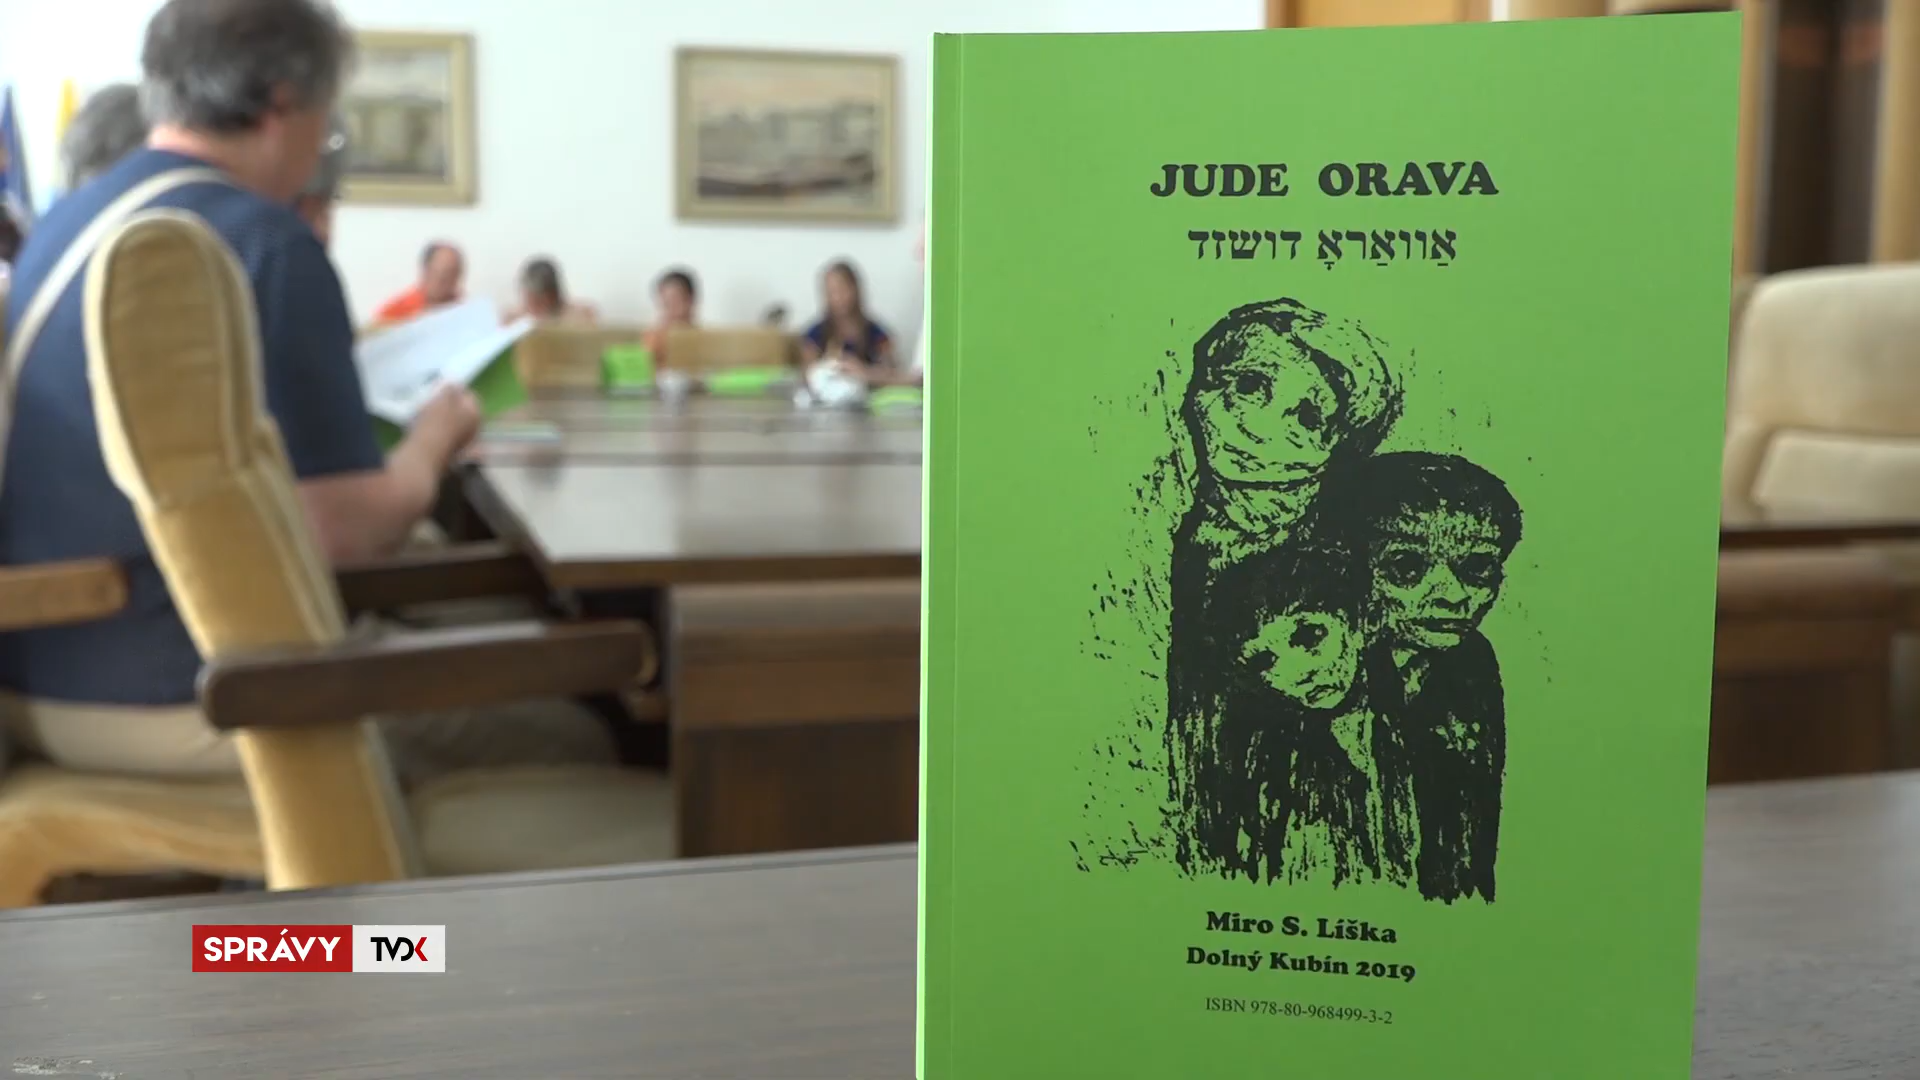 JUDE ORAVA
אַוואַראָ דושזד
Miro S. Líška
Dolný Kubín 2019
ISBN 978-80-968499-3-2
SPRÁVY TVDK